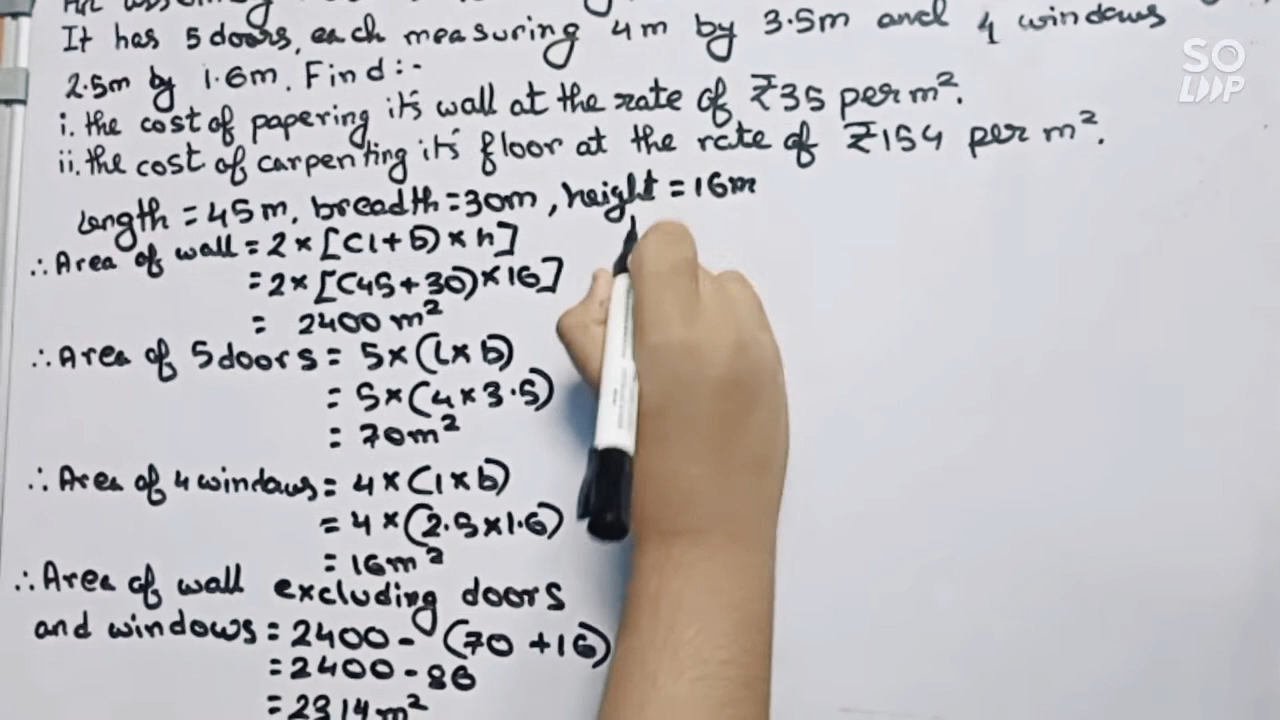 It has 5 doors, each measuring 4m by 3.5m and 4 windows
2.5m by 1.6m. Find:-
i. the cost of papering its wall at the rate of ₹35 per m².
ii. the cost of carpenting its floor at the rate of ₹154 per m².
Length = 45m, breadth = 30m, height = 16m
∴ Area of wall = 2 × [(l+b) × h]
= 2 × [(45+30) × 16]
= 2400 m²
∴ Area of 5 doors = 5 × (l × b)
= 5 × (4 × 3.5)
= 70m²
∴ Area of 4 windows = 4 × (l × b)
= 4 × (2.5 × 1.6)
= 16m²
∴ Area of wall excluding doors
and windows = 2400 - (70 + 16)
= 2400 - 86
= 2314 m²
SO
LOOP